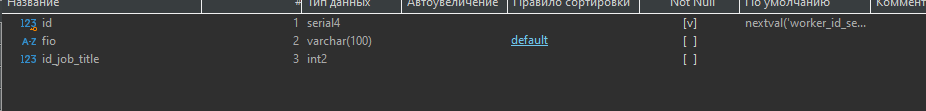 Название # Тип данных Автоувеличение Правило сортировки Not Null По умолчанию Коммент
123 id 1 serial4 [v] nextval('worker_id_se...
A-Z fio 2 varchar(100) default [ ]
123 id_job_title 3 int2 [ ]